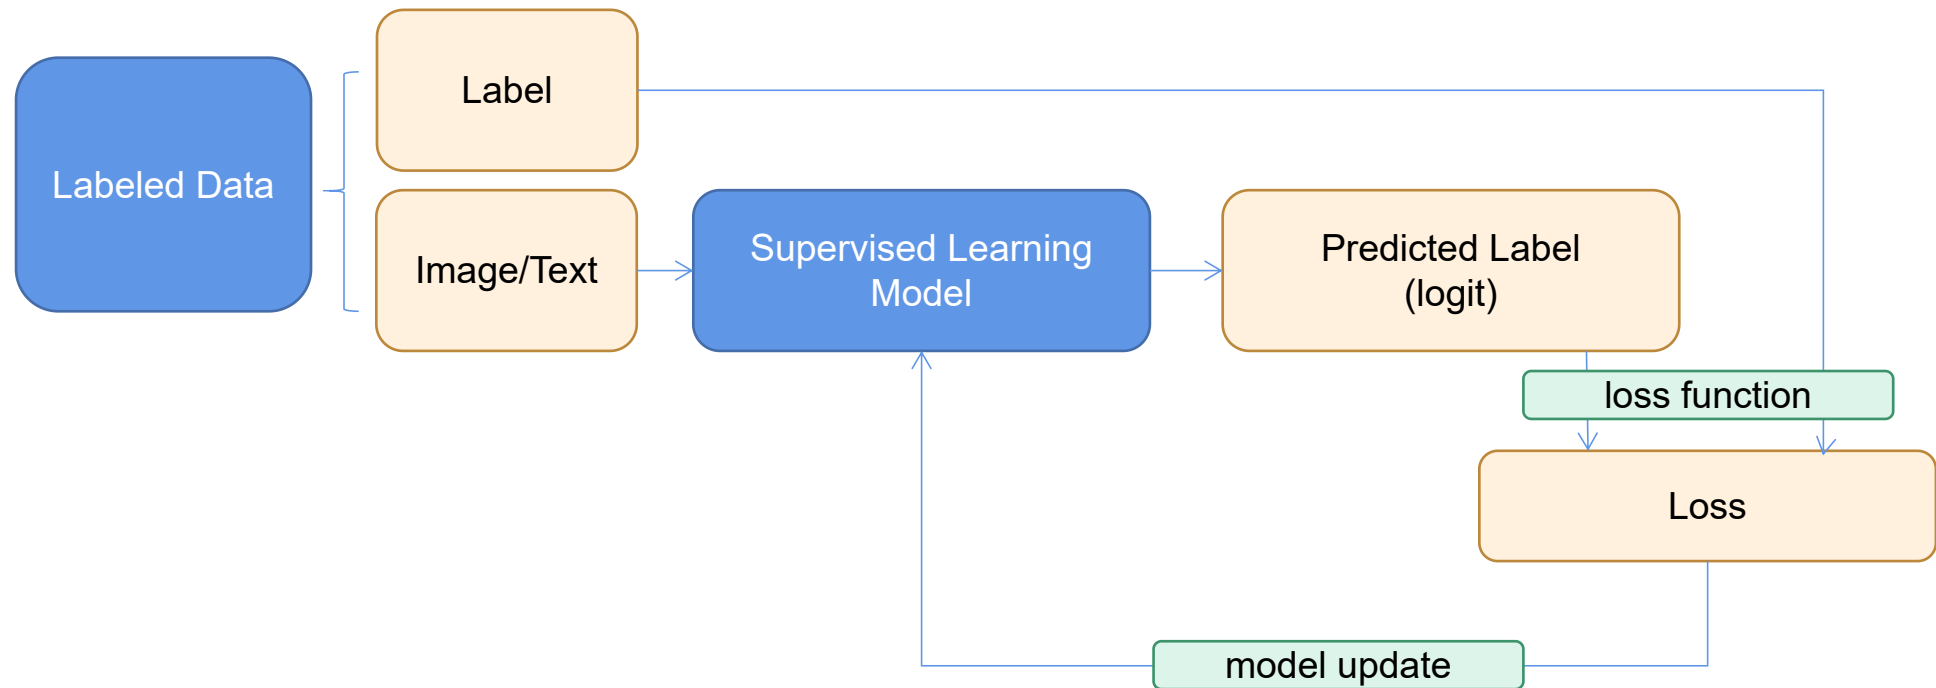 Label
Labeled Data
Image/Text
Supervised Learning
Model
Predicted Label
(logit)
loss function
Loss
model update